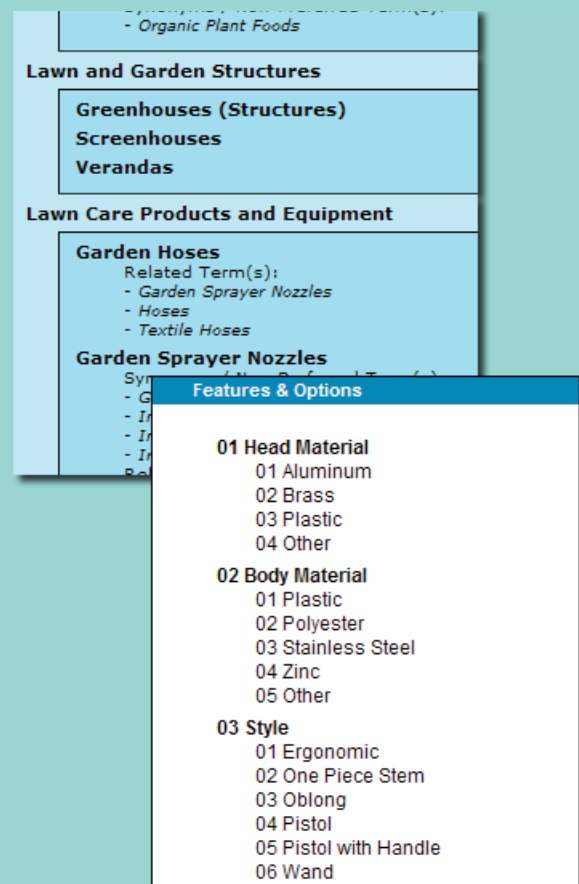 - Organic Plant Foods
Lawn and Garden Structures
Greenhouses (Structures)
Screenhouses
Verandas
Lawn Care Products and Equipment
Garden Hoses
Related Term(s):
- Garden Sprayer Nozzles
- Hoses
- Textile Hoses
Garden Sprayer Nozzles
Features & Options
01 Head Material
01 Aluminum
02 Brass
03 Plastic
04 Other
02 Body Material
01 Plastic
02 Polyester
03 Stainless Steel
04 Zinc
05 Other
03 Style
01 Ergonomic
02 One Piece Stem
03 Oblong
04 Pistol
05 Pistol with Handle
06 Wand